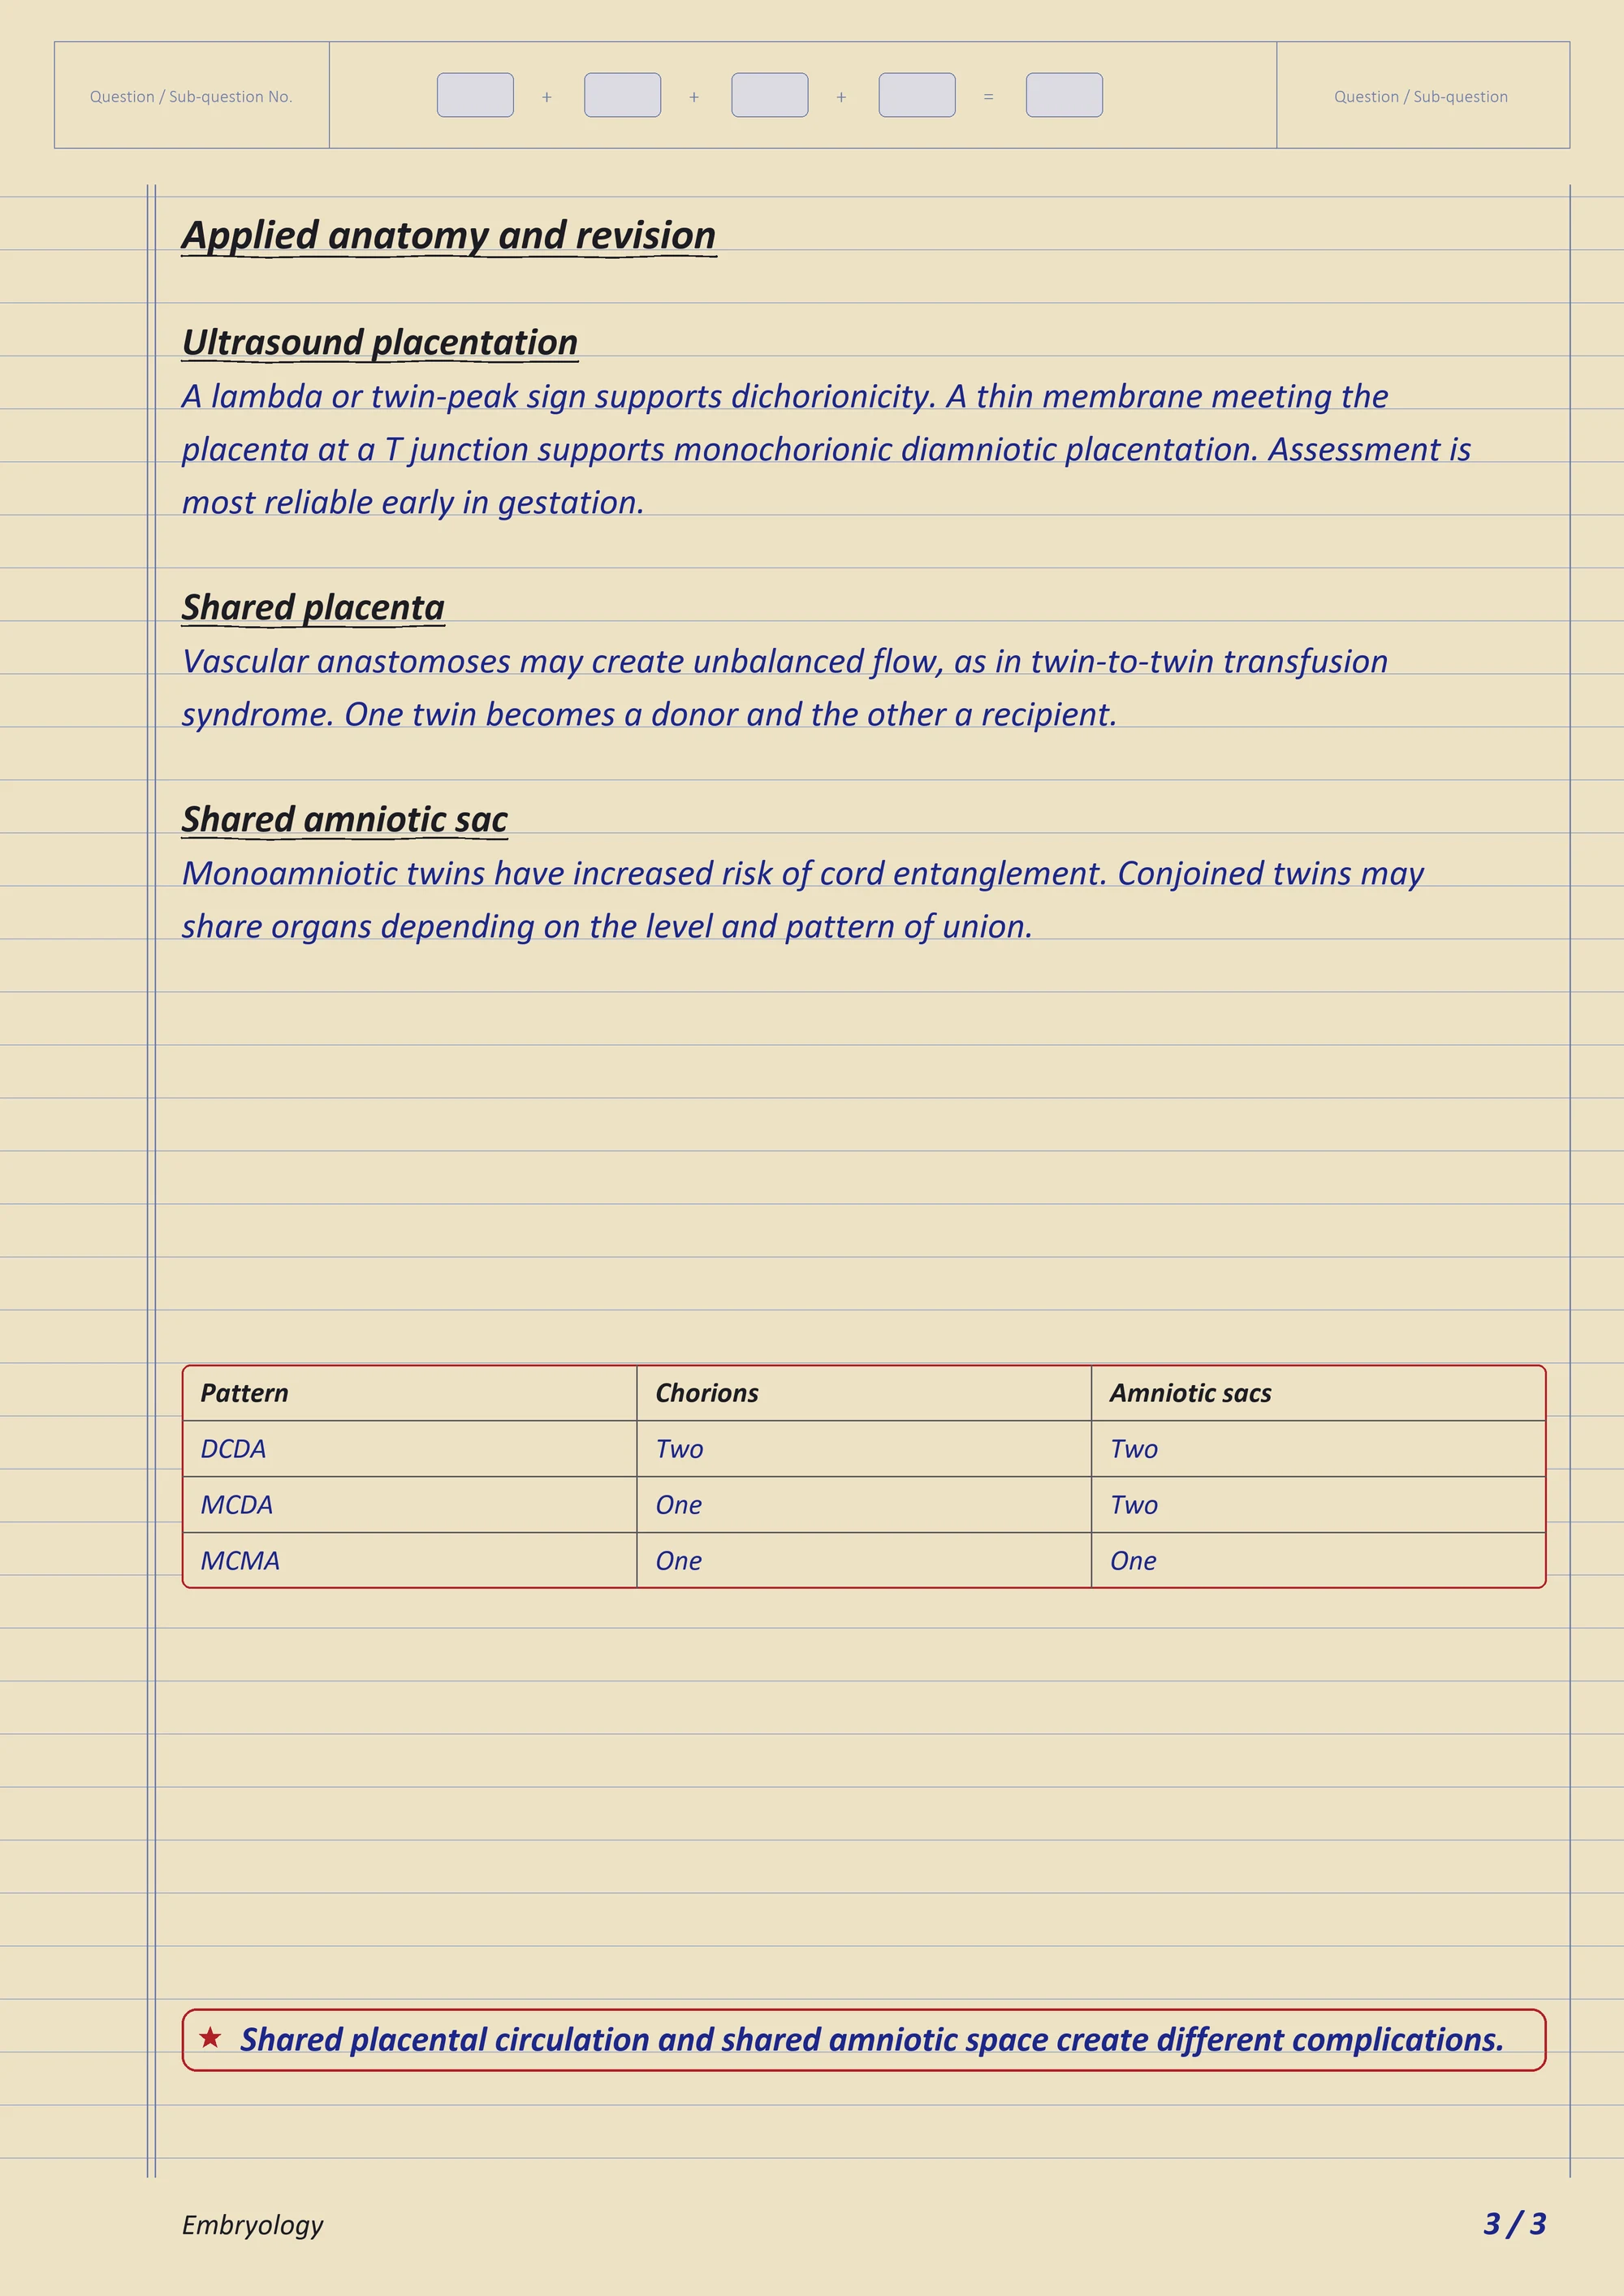 Question / Sub-question No.
+ + + =
Question / Sub-question
Applied anatomy and revision
Ultrasound placentation
A lambda or twin-peak sign supports dichorionicity. A thin membrane meeting the
placenta at a T junction supports monochorionic diamniotic placentation. Assessment is
most reliable early in gestation.
Shared placenta
Vascular anastomoses may create unbalanced flow, as in twin-to-twin transfusion
syndrome. One twin becomes a donor and the other a recipient.
Shared amniotic sac
Monoamniotic twins have increased risk of cord entanglement. Conjoined twins may
share organs depending on the level and pattern of union.
Pattern Chorions Amniotic sacs
DCDA Two Two
MCDA One Two
MCMA One One
★ Shared placental circulation and shared amniotic space create different complications.
Embryology 3 / 3